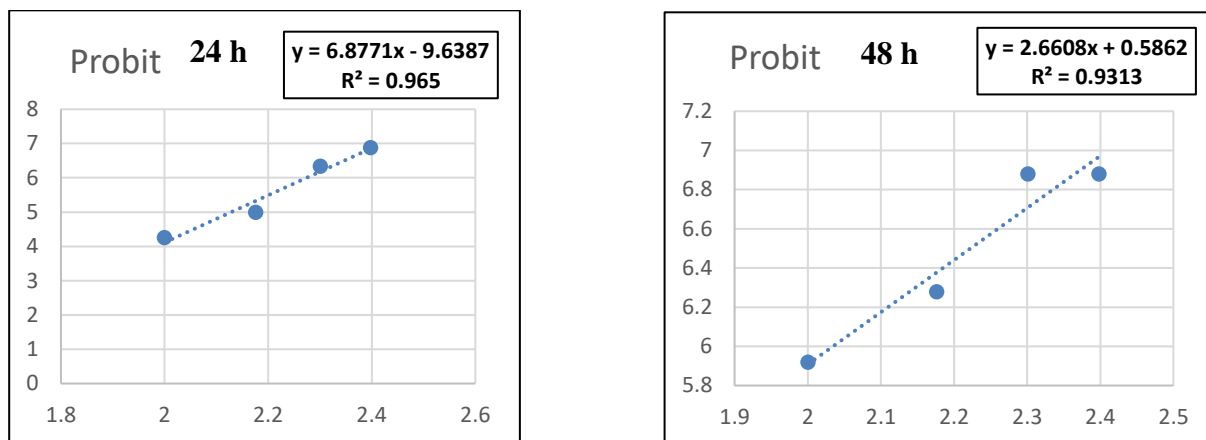 Probit 24 h
y = 6.8771x - 9.6387
R² = 0.965
8
7
6
5
4
3
2
1
0
1.8 2 2.2 2.4 2.6
Probit 48 h
y = 2.6608x + 0.5862
R² = 0.9313
7.2
7
6.8
6.6
6.4
6.2
6
5.8
1.9 2 2.1 2.2 2.3 2.4 2.5